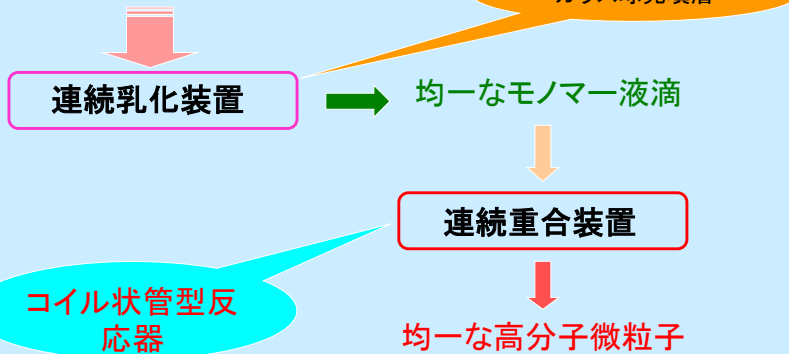 連続乳化装置
均一なモノマー液滴
連続重合装置
コイル状管型反
応器
均一な高分子微粒子